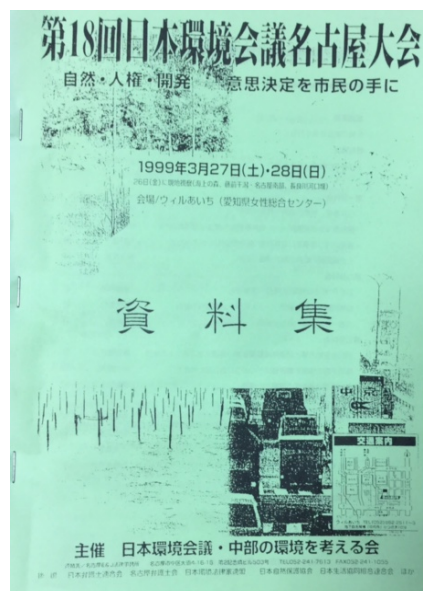 第18回日本環境会議名古屋大会
自然・人権・開発 意思決定を市民の手に
1999年3月27日(土)・28日(日)
会場/ウィルあいち(愛知県女性総合センター)
資料集
交通案内
主催 日本環境会議・中部の環境を考える会